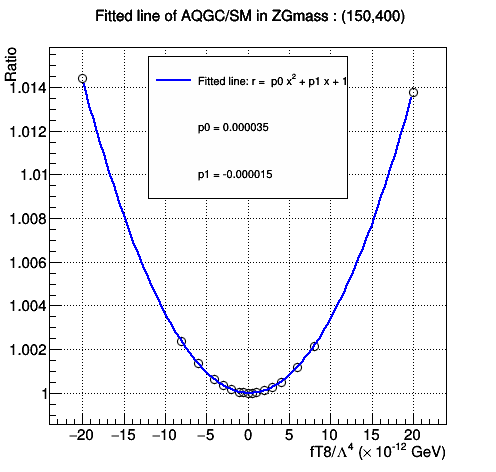 Fitted line of AQGC/SM in ZGmass : (150,400)
Ratio
Fitted line: r = p0 x² + p1 x + 1
p0 = 0.000035
p1 = -0.000015
1.014
1.012
1.01
1.008
1.006
1.004
1.002
1
−20 −15 −10 −5 0 5 10 15 20
fT8/Λ⁴ (× 10⁻¹² GeV)